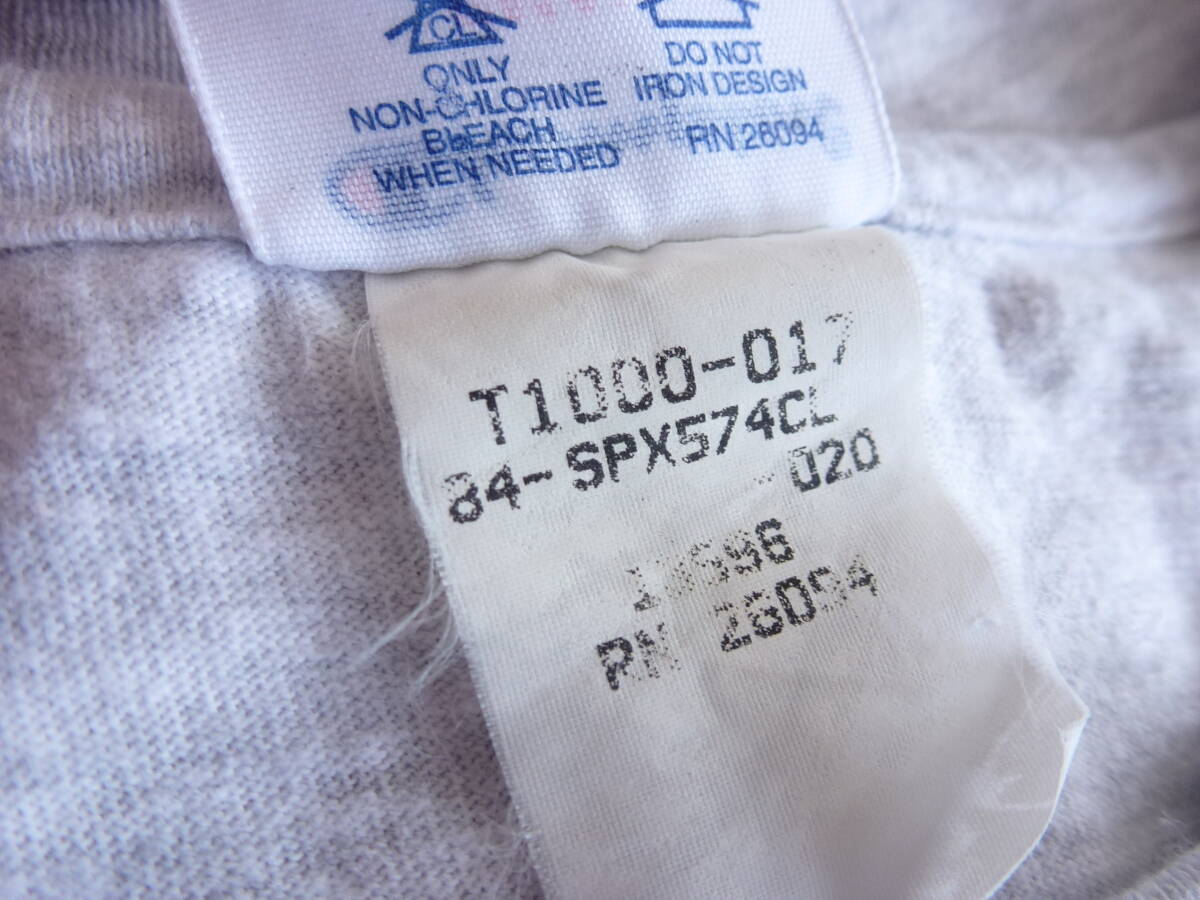 CL
ONLY
NON-CHLORINE
BLEACH
WHEN NEEDED
DO NOT
IRON DESIGN
RN 26094
T1000-017
84-SPX574CL
020
RN 26094